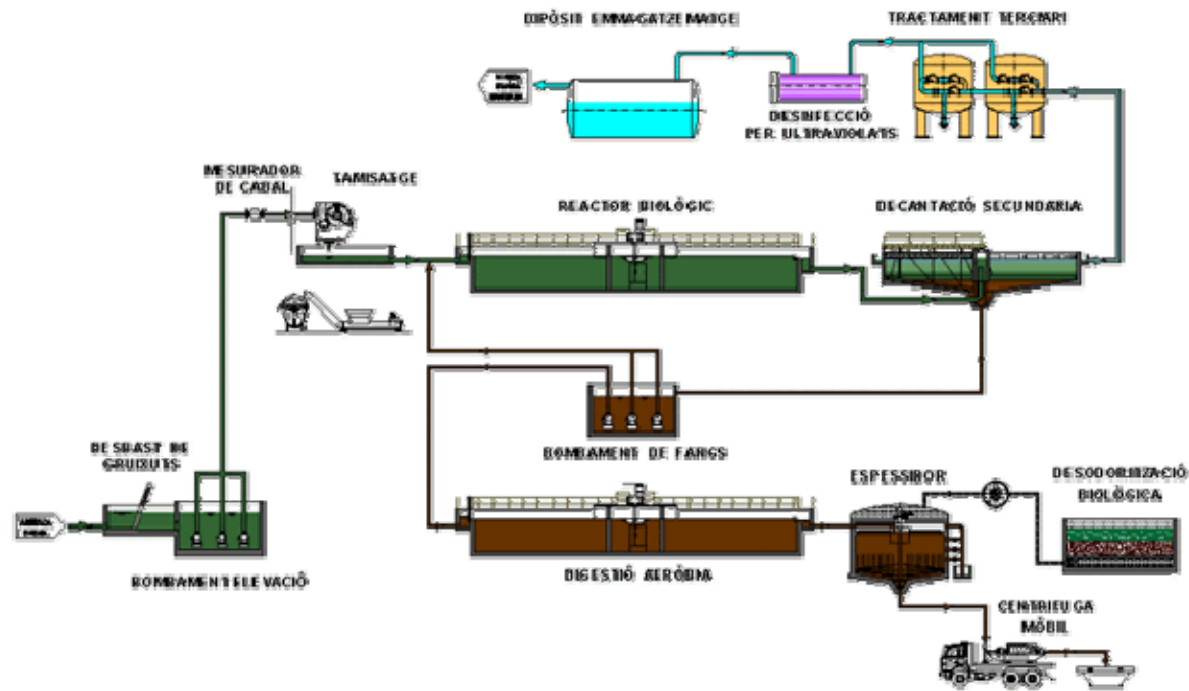 DIPÒSIT EMMAGATZEMATGE
TRACTAMENT TERCIARI
DESINFECCIÓ
PER ULTRAVIOLATS
MESURADOR
DE CABAL
TAMISATGE
REACTOR BIOLÒGIC
DECANTACIÓ SECUNDARIA
BOMBAMENT DE FANGS
DESBAST DE
GRUIXUTS
BOMBAMENT ELEVACIÓ
ESPESSIDOR
DESODORITZACIÓ
BIOLÒGICA
DIGESTIÓ AERÒBIA
CENTRIFUGA
MÒBIL